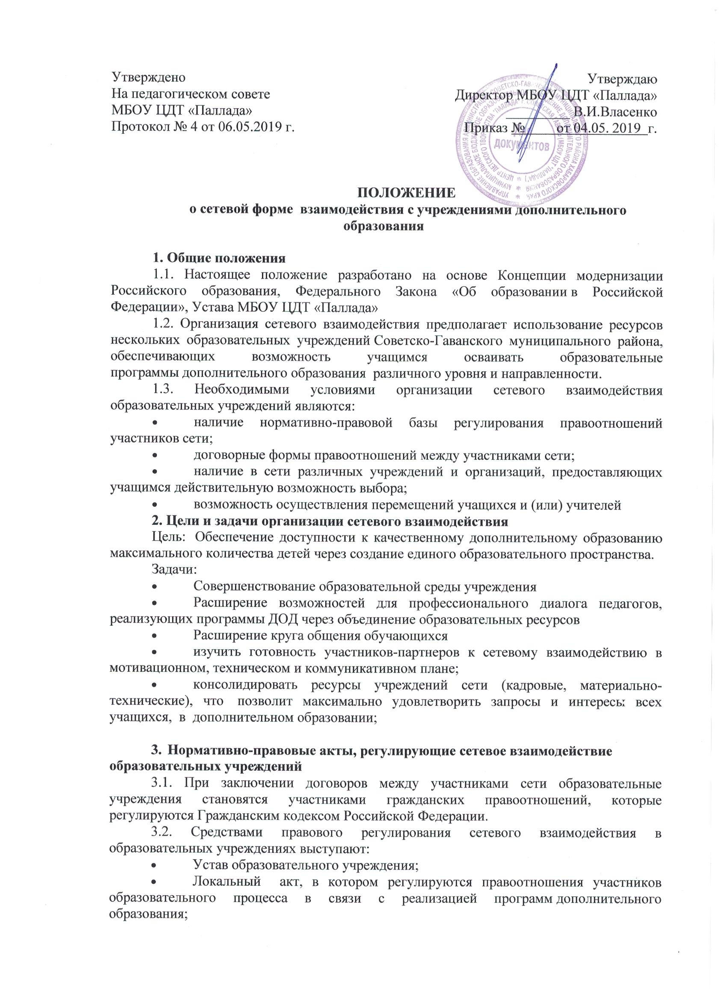 Утверждено
На педагогическом совете
МБОУ ЦДТ «Паллада»
Протокол № 4 от 06.05.2019 г.
Утверждаю
Директор МБОУ ЦДТ «Паллада»
_________ В.И.Власенко
Приказ №____ от 04.05. 2019_г.
ДОКУМЕНТОВ
ПОЛОЖЕНИЕ
о сетевой форме взаимодействия с учреждениями дополнительного
образования
1. Общие положения
1.1. Настоящее положение разработано на основе Концепции модернизации
Российского образования, Федерального Закона «Об образовании в Российской
Федерации», Устава МБОУ ЦДТ «Паллада»
1.2. Организация сетевого взаимодействия предполагает использование ресурсов
нескольких образовательных учреждений Советско-Гаванского муниципального района,
обеспечивающих возможность учащимся осваивать образовательные
программы дополнительного образования различного уровня и направленности.
1.3. Необходимыми условиями организации сетевого взаимодействия
образовательных учреждений являются:
• наличие нормативно-правовой базы регулирования правоотношений
участников сети;
• договорные формы правоотношений между участниками сети;
• наличие в сети различных учреждений и организаций, предоставляющих
учащимся действительную возможность выбора;
• возможность осуществления перемещений учащихся и (или) учителей
2. Цели и задачи организации сетевого взаимодействия
Цель: Обеспечение доступности к качественному дополнительному образованию
максимального количества детей через создание единого образовательного пространства.
Задачи:
• Совершенствование образовательной среды учреждения
• Расширение возможностей для профессионального диалога педагогов,
реализующих программы ДОД через объединение образовательных ресурсов
• Расширение круга общения обучающихся
• изучить готовность участников-партнеров к сетевому взаимодействию в
мотивационном, техническом и коммуникативном плане;
• консолидировать ресурсы учреждений сети (кадровые, материально-
технические), что позволит максимально удовлетворить запросы и интересы всех
учащихся, в дополнительном образовании;
3. Нормативно-правовые акты, регулирующие сетевое взаимодействие
образовательных учреждений
3.1. При заключении договоров между участниками сети образовательные
учреждения становятся участниками гражданских правоотношений, которые
регулируются Гражданским кодексом Российской Федерации.
3.2. Средствами правового регулирования сетевого взаимодействия в
образовательных учреждениях выступают:
• Устав образовательного учреждения;
• Локальный акт, в котором регулируются правоотношения участников
образовательного процесса в связи с реализацией программ дополнительного
образования;